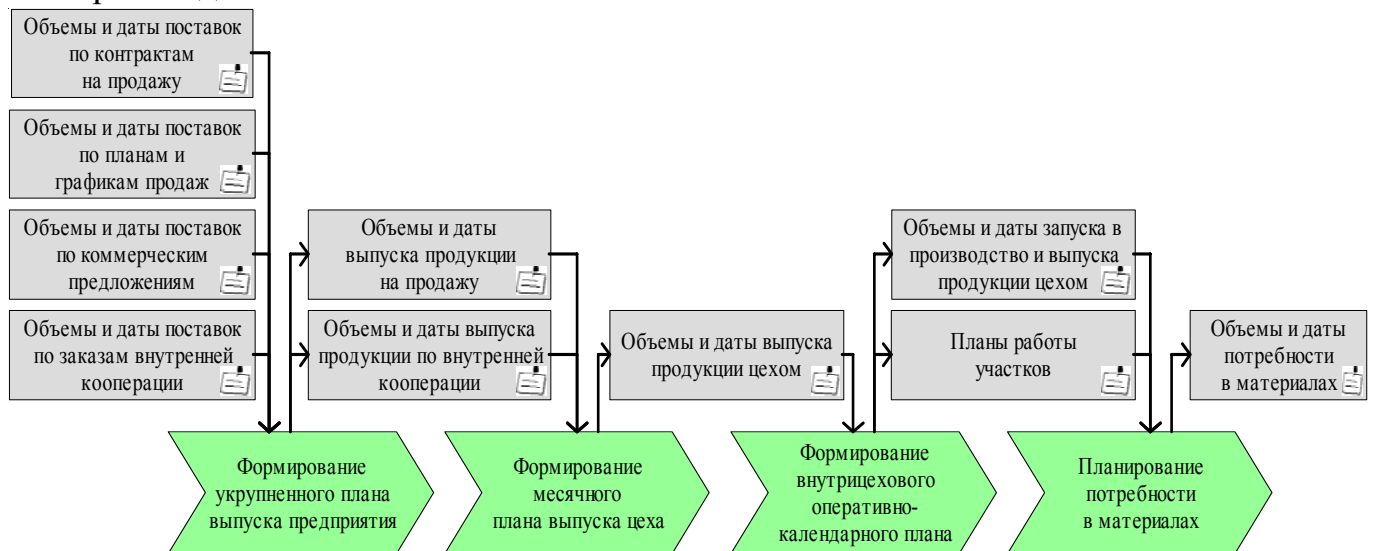 Объемы и даты поставок
по контрактам
на продажу
Объемы и даты поставок
по планам и
графикам продаж
Объемы и даты поставок
по коммерческим
предложениям
Объемы и даты поставок
по заказам внутренней
кооперации
Объемы и даты
выпуска продукции
на продажу
Объемы и даты выпуска
продукции по внутренней
кооперации
Объемы и даты выпуска
продукции цехом
Объемы и даты запуска в
производство и выпуска
продукции цехом
Планы работы
участков
Объемы и даты
потребности
в материалах
Формирование
укрупненного плана
выпуска предприятия
Формирование
месячного
плана выпуска цеха
Формирование
внутрицехового
оперативно-
календарного плана
Планирование
потребности
в материалах